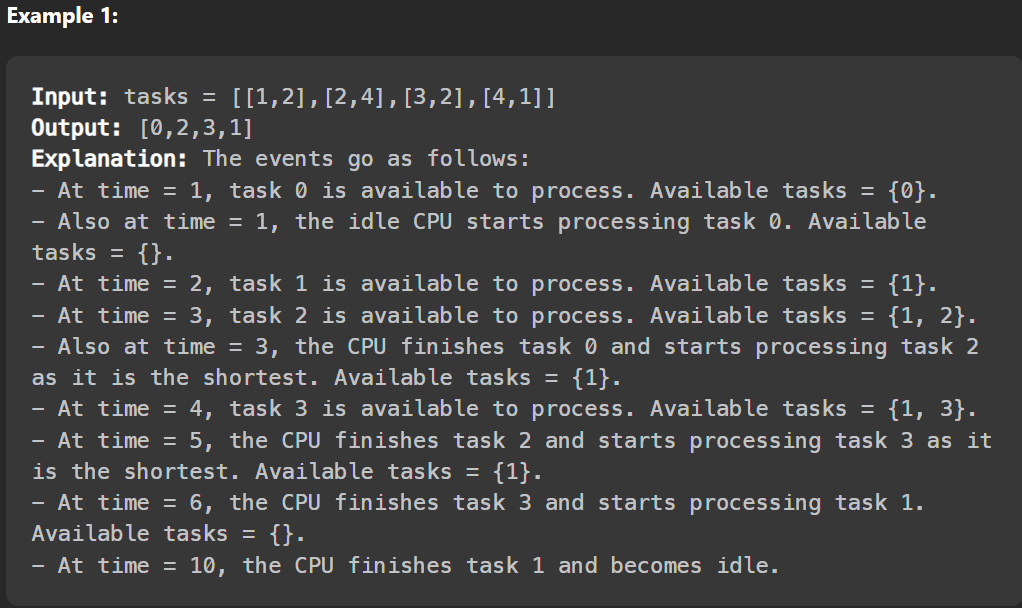 Example 1:
Input: tasks = [[1,2],[2,4],[3,2],[4,1]]
Output: [0,2,3,1]
Explanation: The events go as follows:
– At time = 1, task 0 is available to process. Available tasks = {0}.
– Also at time = 1, the idle CPU starts processing task 0. Available
tasks = {}.
– At time = 2, task 1 is available to process. Available tasks = {1}.
– At time = 3, task 2 is available to process. Available tasks = {1, 2}.
– Also at time = 3, the CPU finishes task 0 and starts processing task 2
as it is the shortest. Available tasks = {1}.
– At time = 4, task 3 is available to process. Available tasks = {1, 3}.
– At time = 5, the CPU finishes task 2 and starts processing task 3 as it
is the shortest. Available tasks = {1}.
– At time = 6, the CPU finishes task 3 and starts processing task 1.
Available tasks = {}.
– At time = 10, the CPU finishes task 1 and becomes idle.